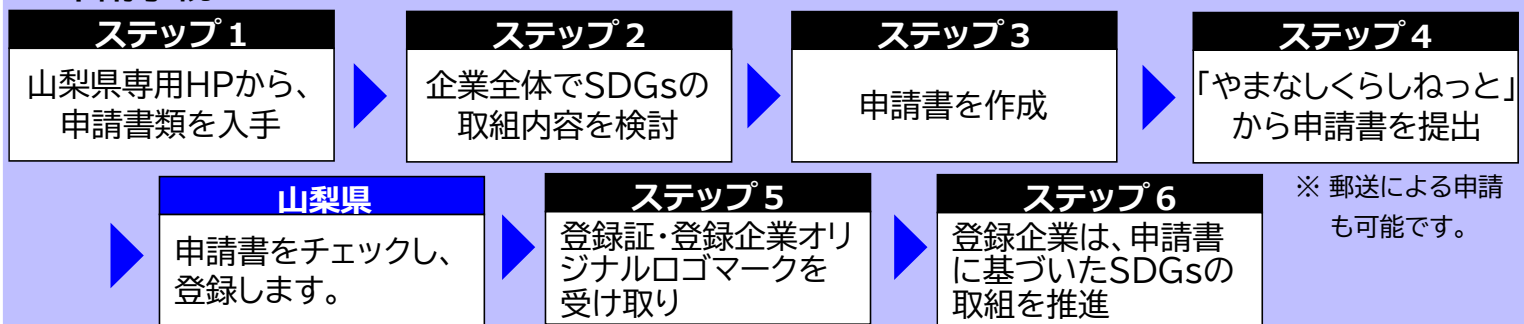 ステップ1
山梨県専用HPから、
申請書類を入手
ステップ2
企業全体でSDGsの
取組内容を検討
ステップ3
申請書を作成
ステップ4
「やまなしくらしねっと」
から申請書を提出
※ 郵送による申請
も可能です。
山梨県
申請書をチェックし、
登録します。
ステップ5
登録証・登録企業オリ
ジナルロゴマークを
受け取り
ステップ6
登録企業は、申請書
に基づいたSDGsの
取組を推進